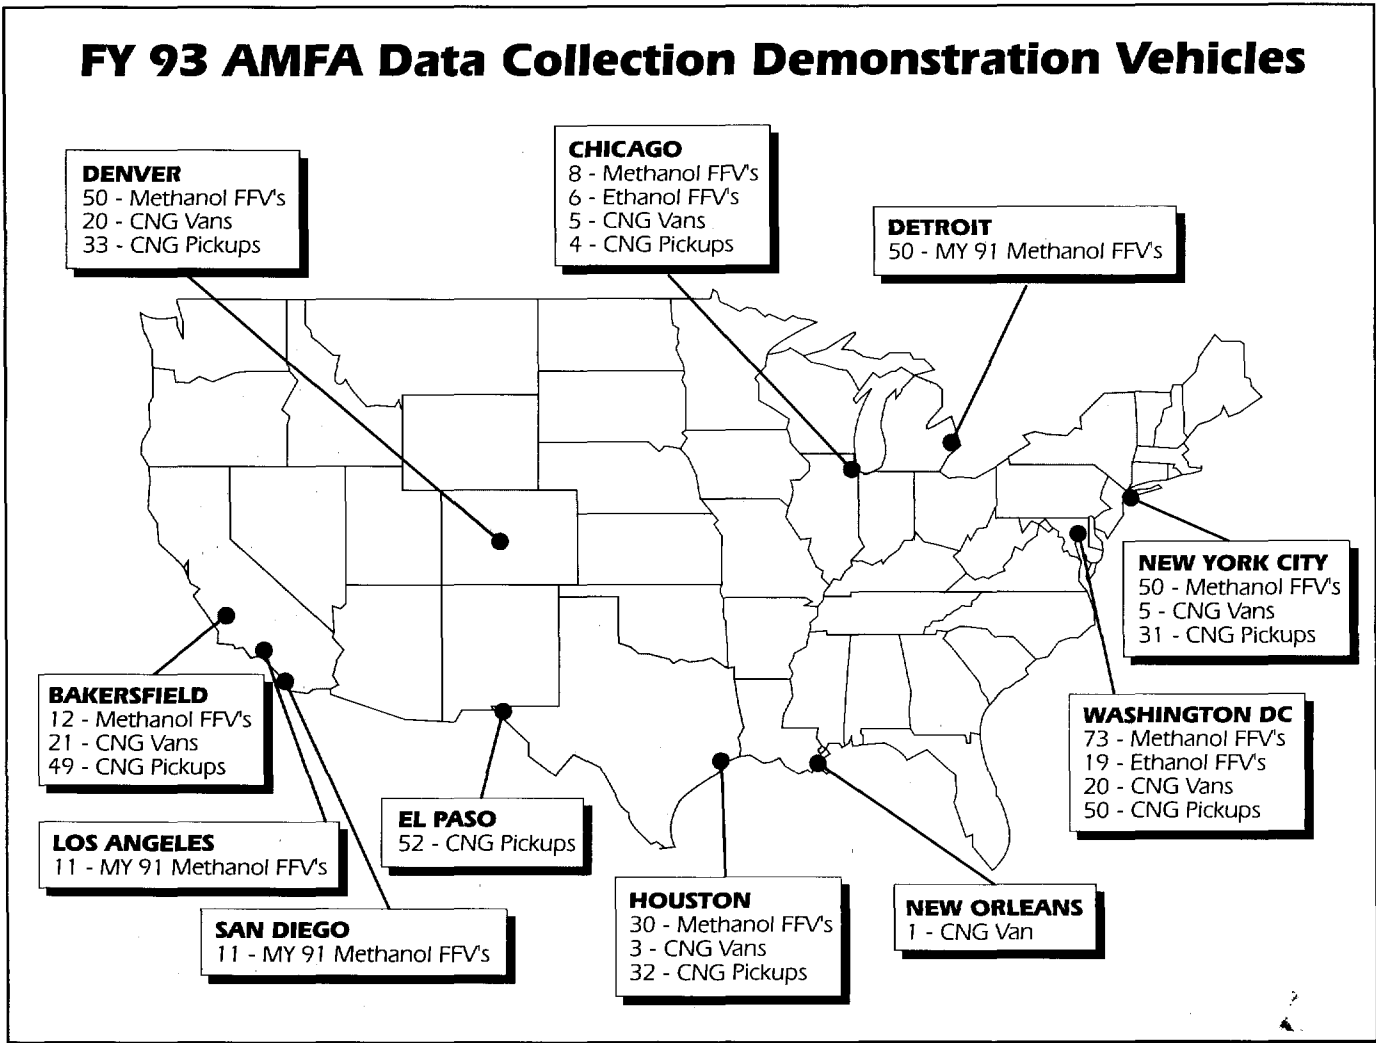 FY 93 AMFA Data Collection Demonstration Vehicles
DENVER
50 - Methanol FFV's
20 - CNG Vans
33 - CNG Pickups
CHICAGO
8 - Methanol FFV's
6 - Ethanol FFV's
5 - CNG Vans
4 - CNG Pickups
DETROIT
50 - MY 91 Methanol FFV's
NEW YORK CITY
50 - Methanol FFV's
5 - CNG Vans
31 - CNG Pickups
BAKERSFIELD
12 - Methanol FFV's
21 - CNG Vans
49 - CNG Pickups
WASHINGTON DC
73 - Methanol FFV's
19 - Ethanol FFV's
20 - CNG Vans
50 - CNG Pickups
LOS ANGELES
11 - MY 91 Methanol FFV's
EL PASO
52 - CNG Pickups
SAN DIEGO
11 - MY 91 Methanol FFV's
HOUSTON
30 - Methanol FFV's
3 - CNG Vans
32 - CNG Pickups
NEW ORLEANS
1 - CNG Van